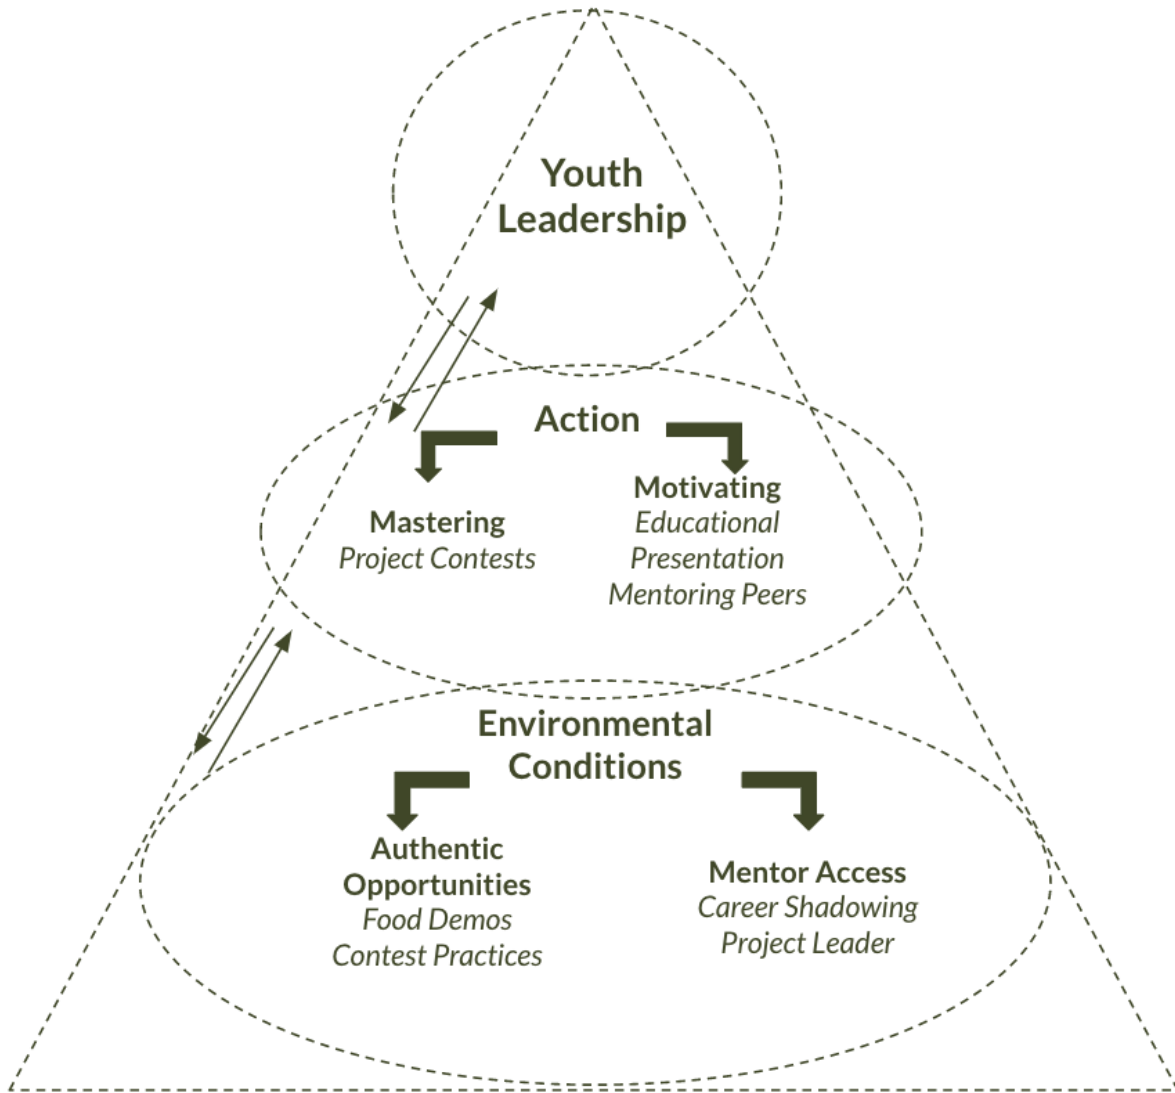 Youth
Leadership
Action
Mastering
Project Contests
Motivating
Educational
Presentation
Mentoring Peers
Environmental
Conditions
Authentic
Opportunities
Food Demos
Contest Practices
Mentor Access
Career Shadowing
Project Leader